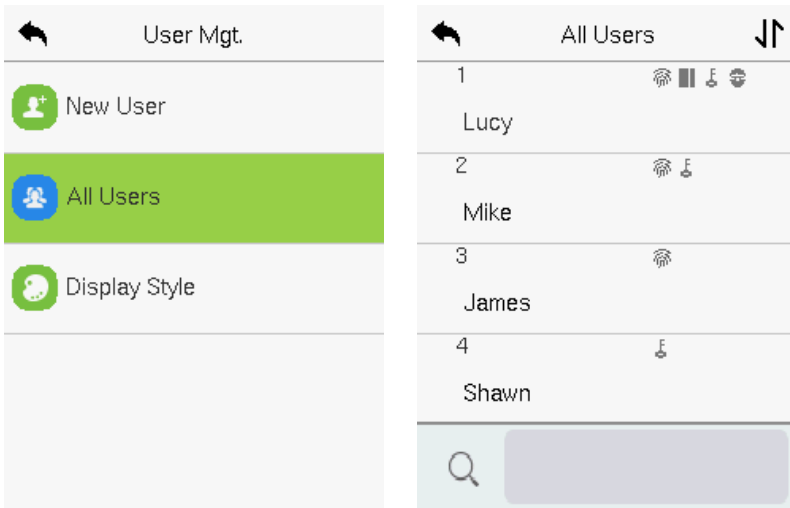 User Mgt.
New User
All Users
Display Style
All Users
1
Lucy
2
Mike
3
James
4
Shawn